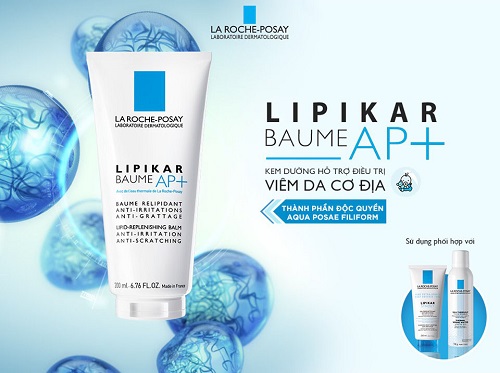 LA ROCHE-POSAY
LABORATOIRE DERMATOLOGIQUE
LA ROCHE-POSAY
LABORATOIRE DERMATOLOGIQUE
LIPIKAR
BAUME AP+
BAUME RELIPIDANT
ANTI-IRRITATIONS
ANTI-GRATTAGE
LIPID-REPLENISHING BALM
ANTI-IRRITATION
ANTI-SCRATCHING
200 mL - 6.76 FL.OZ. Made in France
LIPIKAR
BAUME AP+
KEM DƯỠNG HỖ TRỢ ĐIỀU TRỊ
VIÊM DA CƠ ĐỊA
THÀNH PHẦN ĐỘC QUYỀN
AQUA POSAE FILIFORM
Sử dụng phối hợp với
LIPIKAR